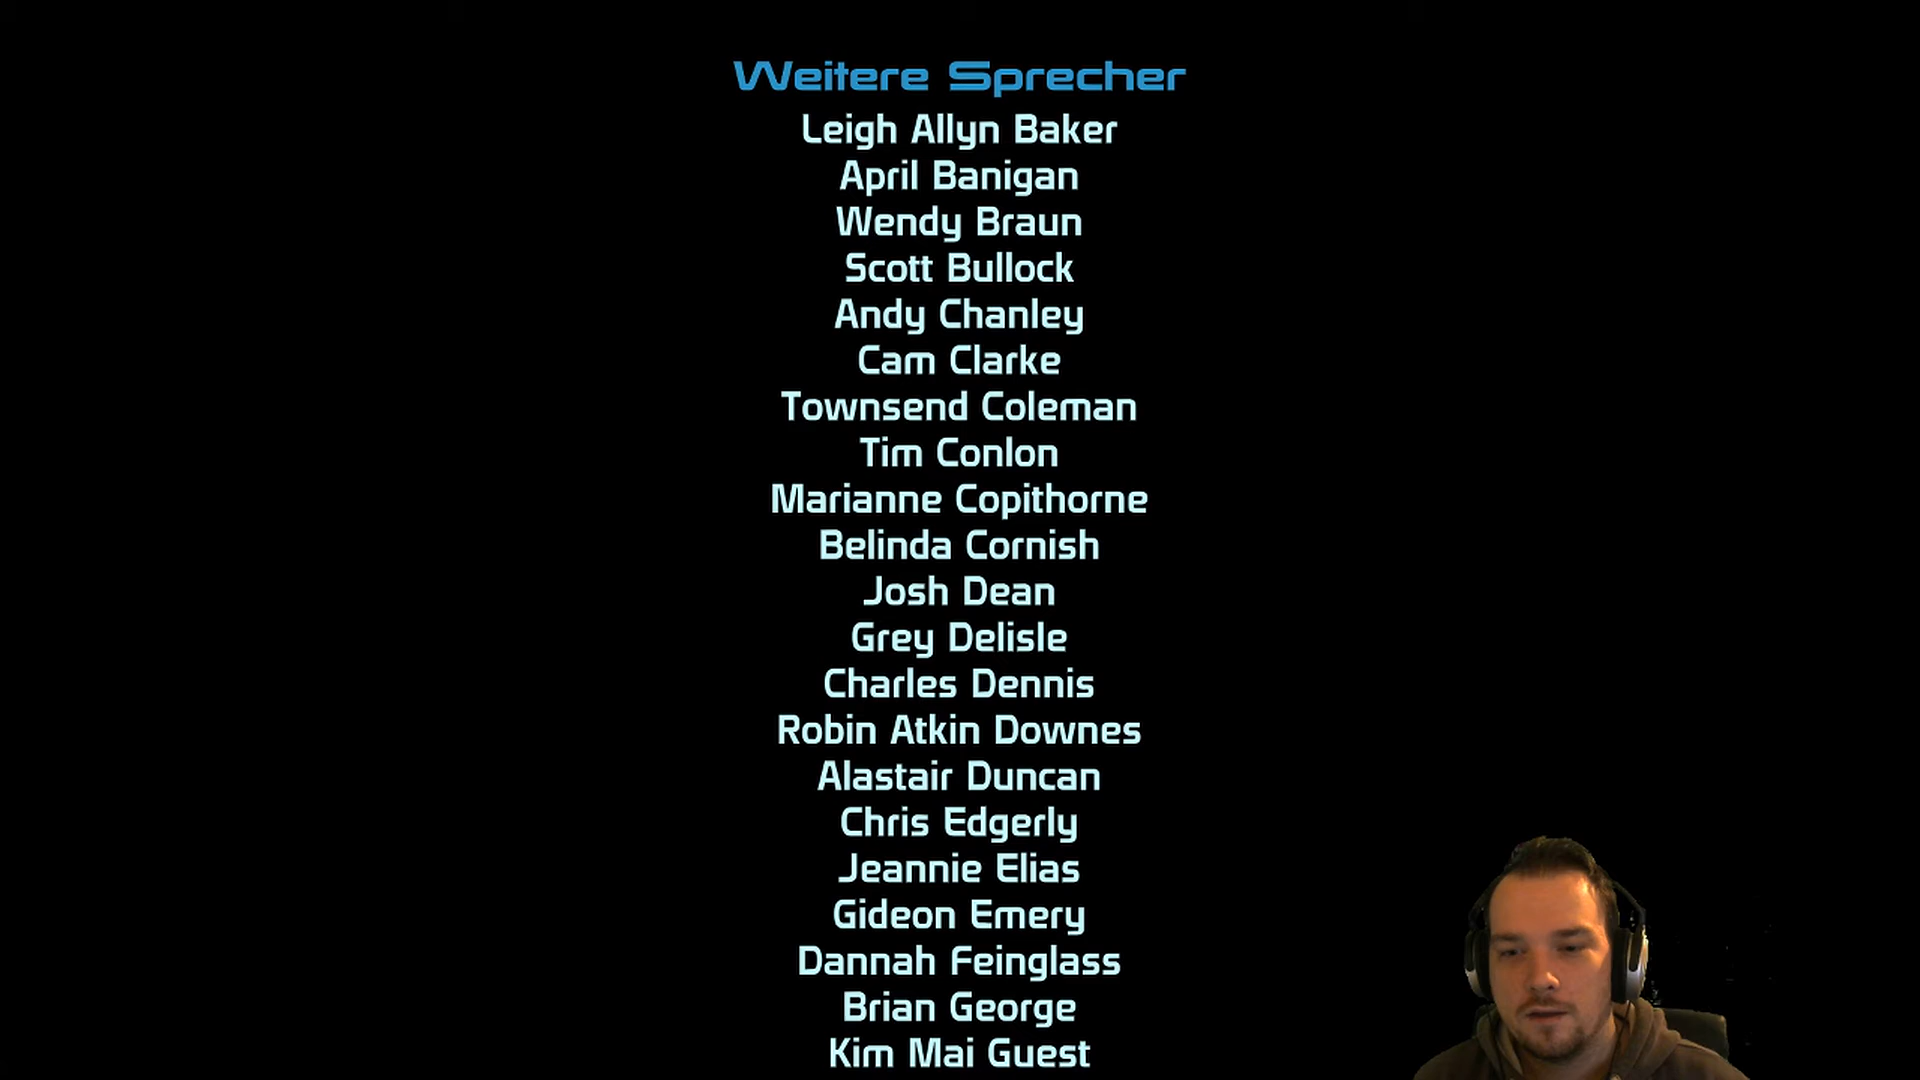 Weitere Sprecher
Leigh Allyn Baker
April Banigan
Wendy Braun
Scott Bullock
Andy Chanley
Cam Clarke
Townsend Coleman
Tim Conlon
Marianne Copithorne
Belinda Cornish
Josh Dean
Grey Delisle
Charles Dennis
Robin Atkin Downes
Alastair Duncan
Chris Edgerly
Jeannie Elias
Gideon Emery
Dannah Feinglass
Brian George
Kim Mai Guest